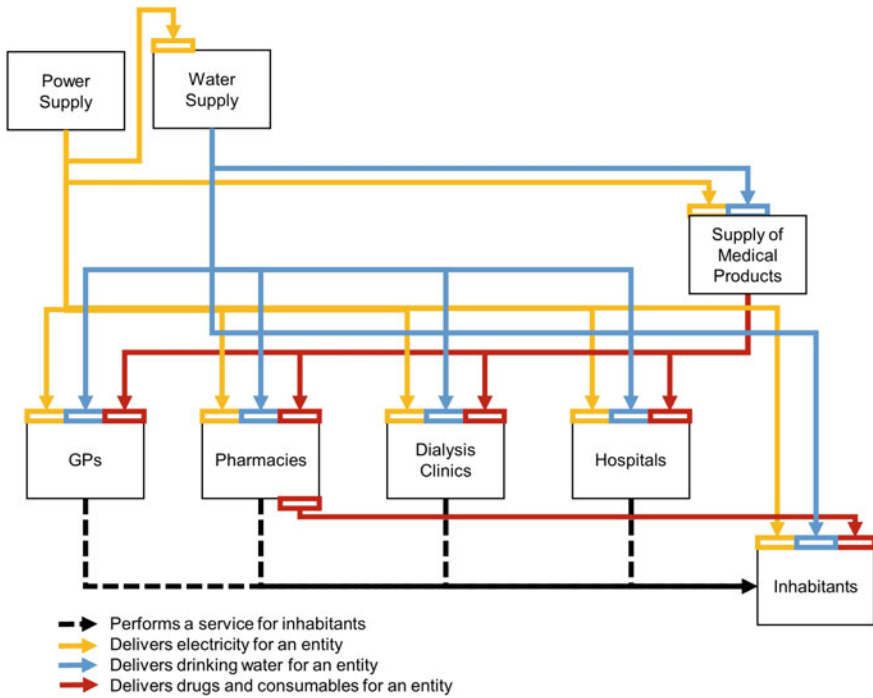 Power
Supply
Water
Supply
Supply of
Medical
Products
GPs
Pharmacies
Dialysis
Clinics
Hospitals
Inhabitants
Performs a service for inhabitants
Delivers electricity for an entity
Delivers drinking water for an entity
Delivers drugs and consumables for an entity